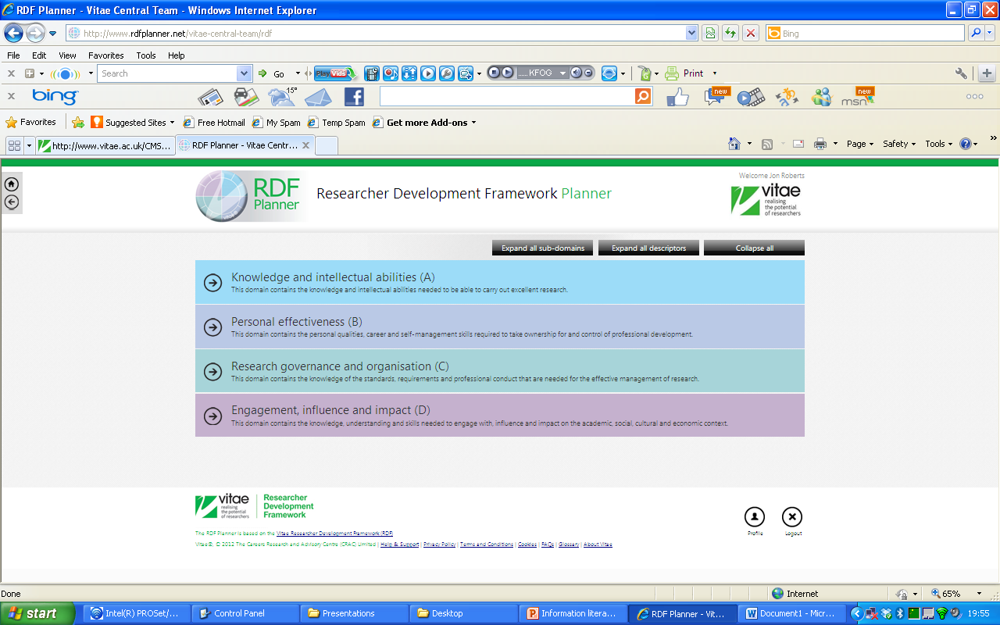 RDF Planner - Vitae Central Team - Windows Internet Explorer
http://www.rdfplanner.net/vitae-central-team/rdf
Bing
File Edit View Favorites Tools Help
Search Go Play Vids ..... KFOG Print
bing 15° new new msn
Favorites Suggested Sites Free Hotmail My Spam Temp Spam Get more Add-ons
http://www.vitae.ac.uk/CMS... RDF Planner - Vitae Centr... Page Safety Tools
Welcome Jon Roberts
RDF
Planner
Researcher Development Framework Planner
vitae
realising
the potential
of researchers
Expand all sub-domains Expand all descriptors Collapse all
Knowledge and intellectual abilities (A)
This domain contains the knowledge and intellectual abilities needed to be able to carry out excellent research.
Personal effectiveness (B)
This domain contains the personal qualities, career and self-management skills required to take ownership for and control of professional development.
Research governance and organisation (C)
This domain contains the knowledge of the standards, requirements and professional conduct that are needed for the effective management of research.
Engagement, influence and impact (D)
This domain contains the knowledge, understanding and skills needed to engage with, influence and impact on the academic, social, cultural and economic context.
vitae
realising
the potential
of researchers
Researcher
Development
Framework
Profile Logout
The RDF Planner is based on the Vitae Researcher Development Framework (RDF)
Vitae®, © 2012 The Careers Research and Advisory Centre (CRAC) Limited | Help & Support | Privacy Policy | Terms and Conditions | Cookies | FAQs | Glossary | About Vitae
Done Internet 65%
start Intel(R) PROSet/... Control Panel Presentations Desktop Information litera... RDF Planner - Vit... Document1 - Micr... 19:55